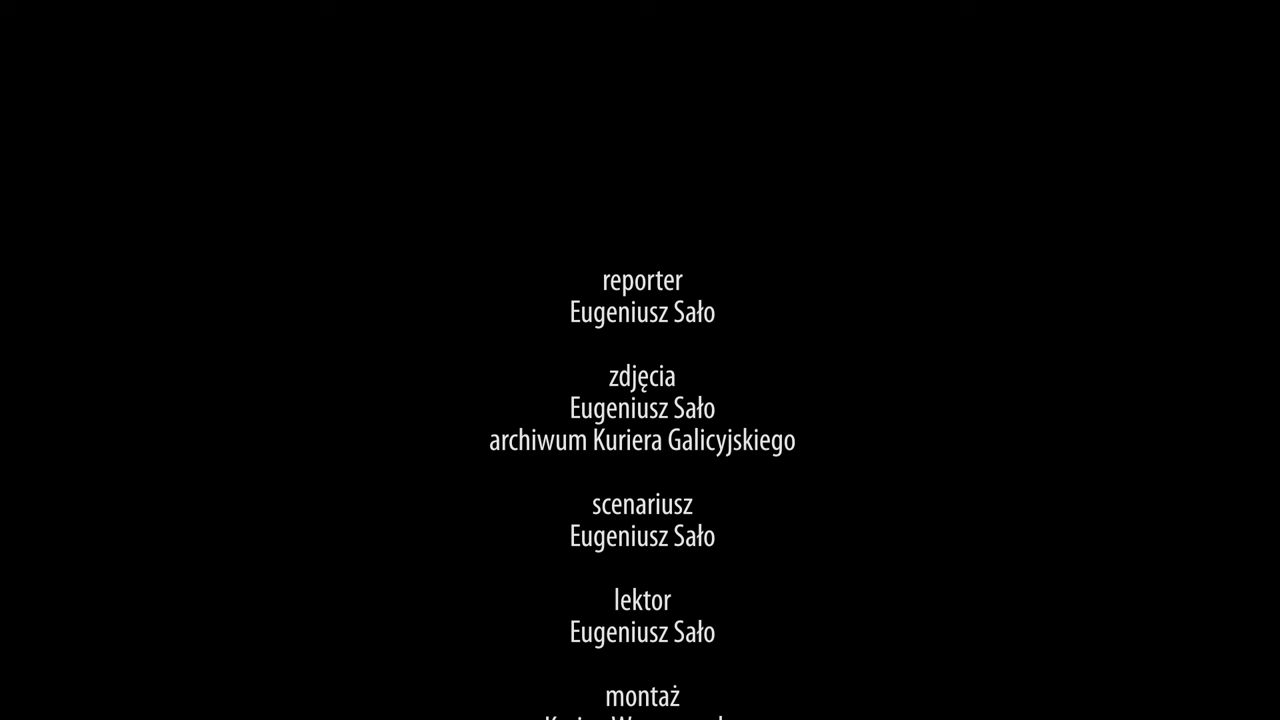 reporter
Eugeniusz Sało
zdjęcia
Eugeniusz Sało
archiwum Kuriera Galicyjskiego
scenariusz
Eugeniusz Sało
lektor
Eugeniusz Sało
montaż